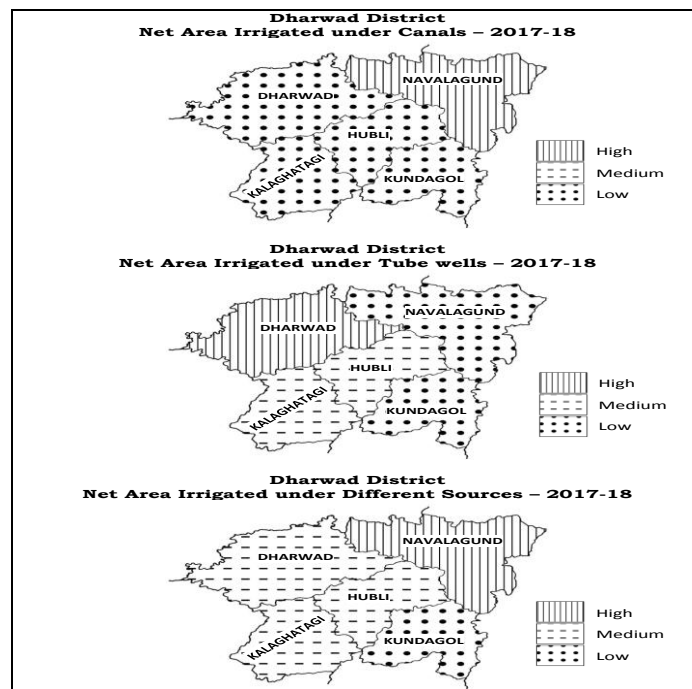 Dharwad District
Net Area Irrigated under Canals – 2017-18
NAVALAGUND
DHARWAD
HUBLI
KALAGHATAGI
KUNDAGOL
High
Medium
Low
Dharwad District
Net Area Irrigated under Tube wells – 2017-18
NAVALAGUND
DHARWAD
HUBLI
KALAGHATAGI
KUNDAGOL
High
Medium
Low
Dharwad District
Net Area Irrigated under Different Sources – 2017-18
NAVALAGUND
DHARWAD
HUBLI
KALAGHATAGI
KUNDAGOL
High
Medium
Low